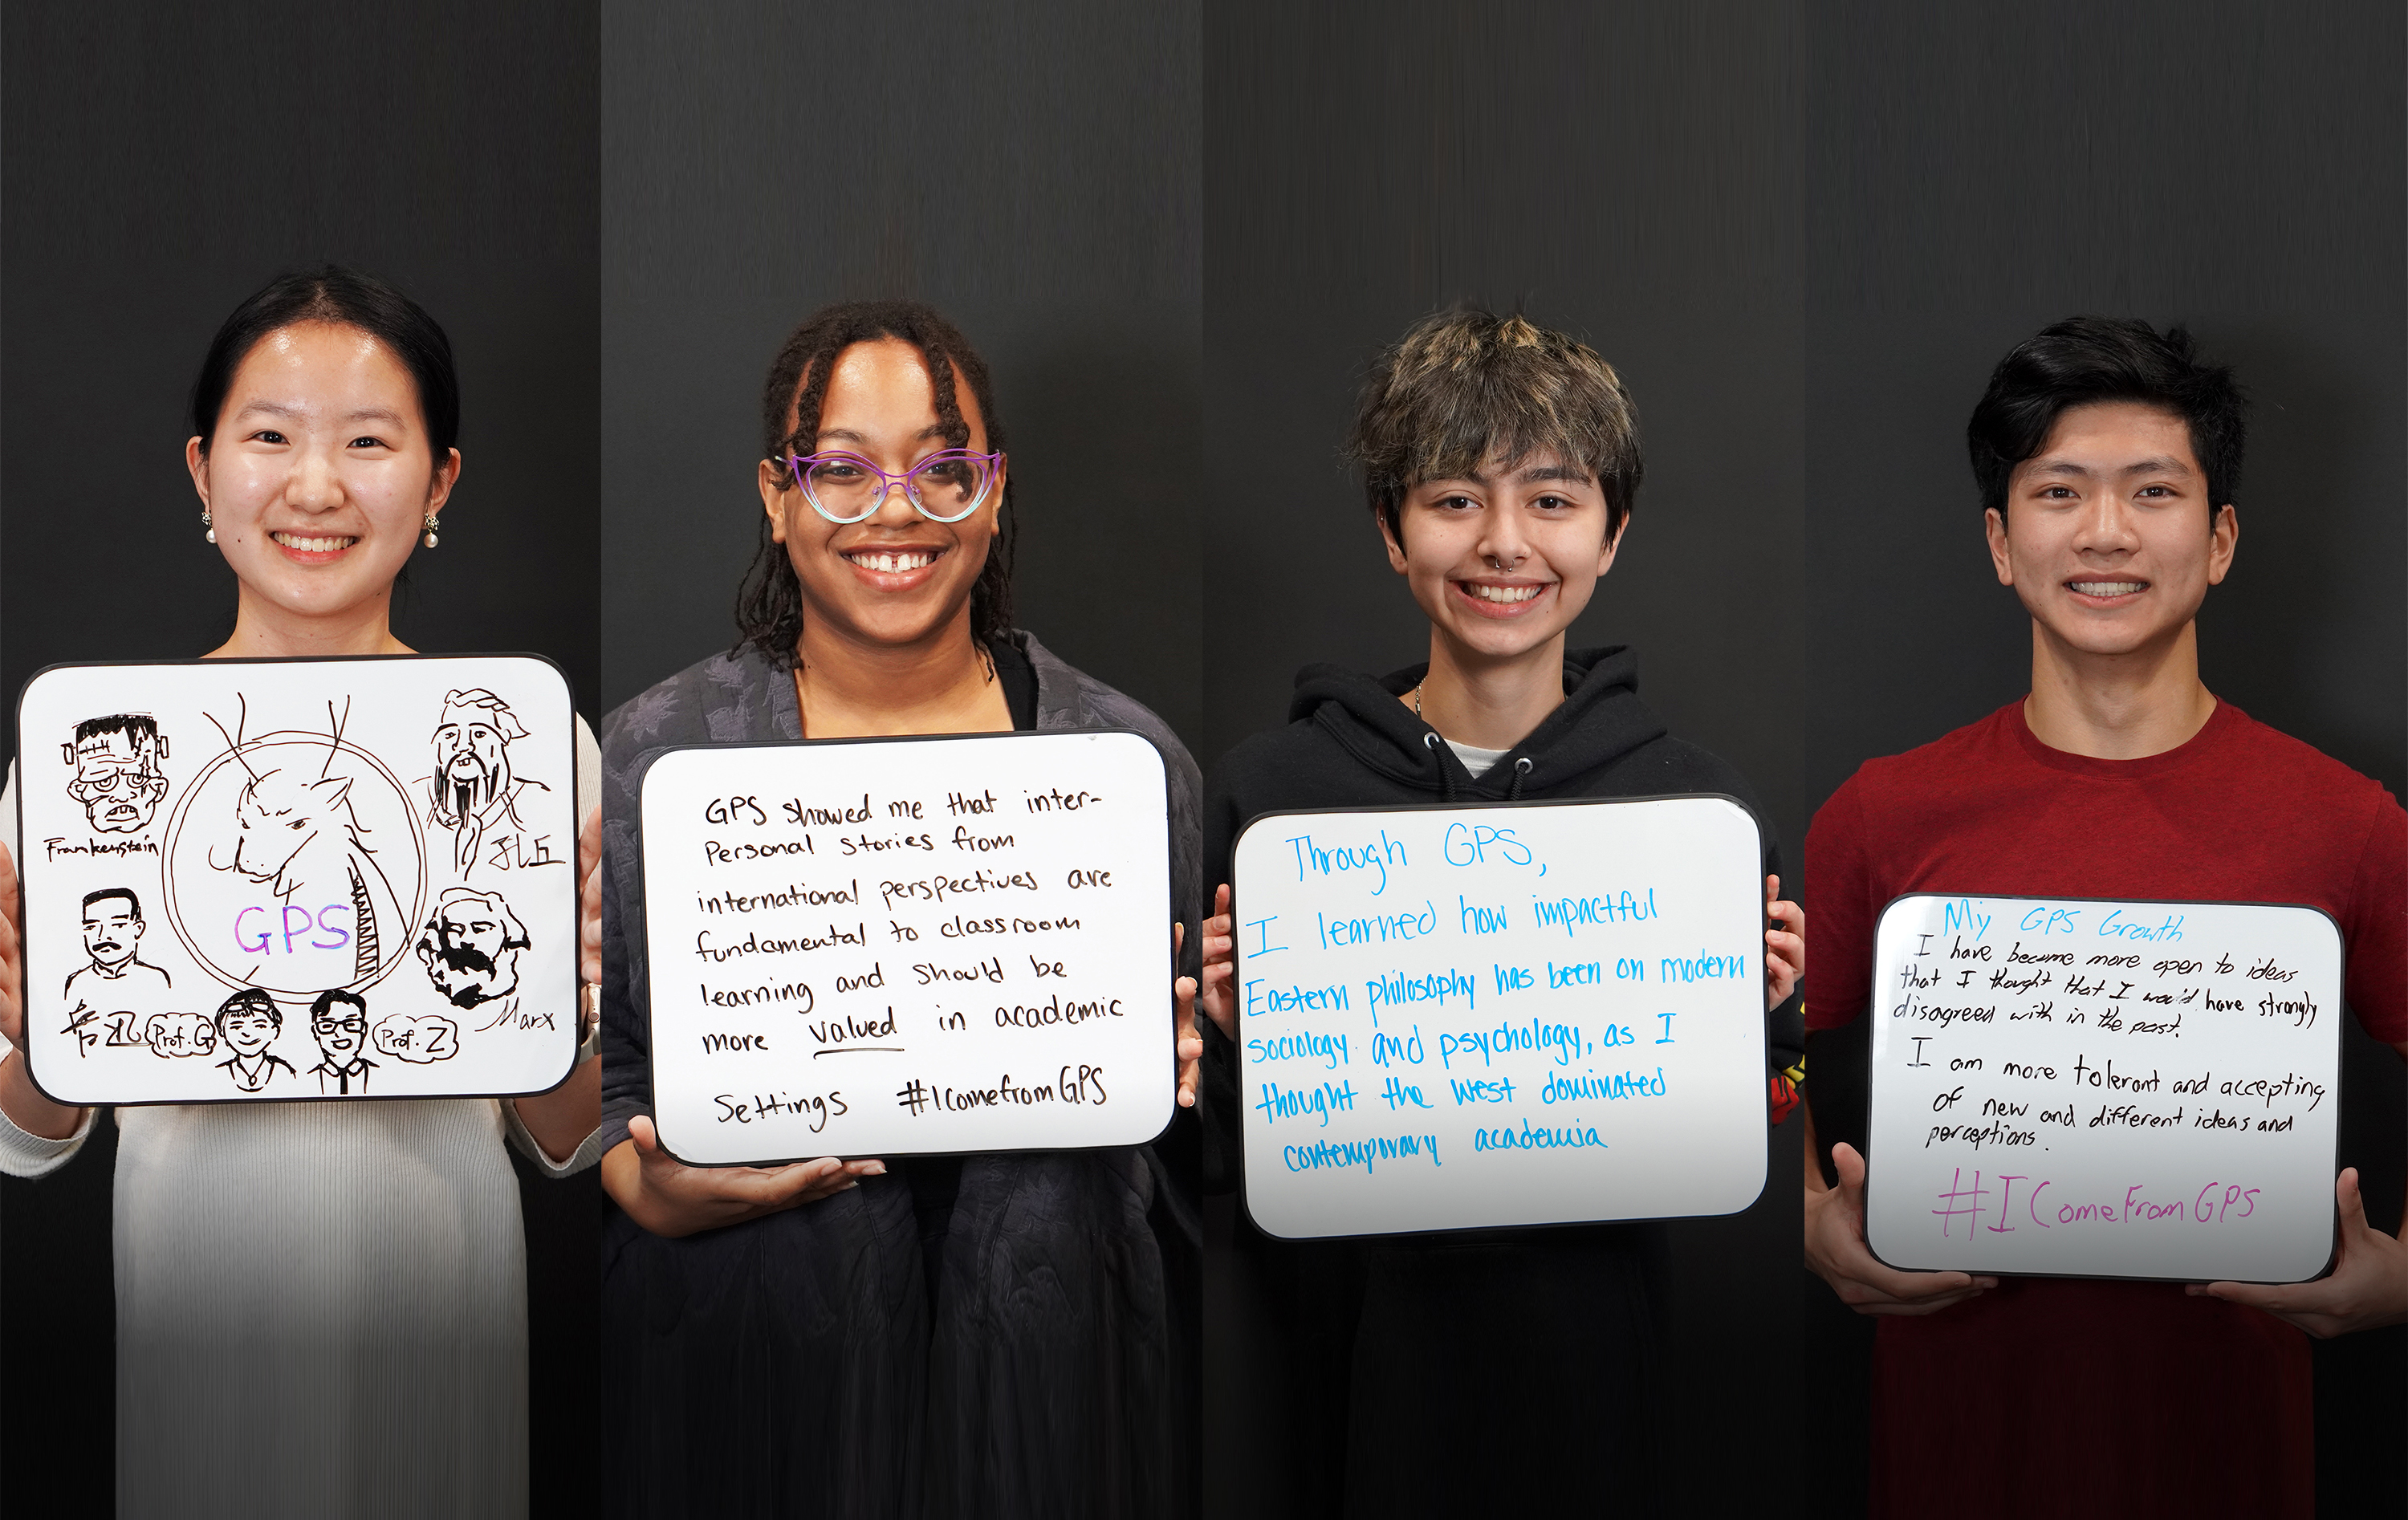 Frankenstein
孔丘
GPS
鲁迅
Marx
Prof. G
Prof. Z
GPS showed me that inter-
personal stories from
international perspectives are
fundamental to classroom
learning and should be
more valued in academic
settings #IComefromGPS
Through GPS,
I learned how impactful
Eastern philosophy has been on modern
sociology and psychology, as I
thought the west dominated
contemporary academia
My GPS Growth
I have become more open to ideas
that I thought that I would have strongly
disagreed with in the past.
I am more tolerant and accepting
of new and different ideas and
perceptions.
#IComeFromGPS